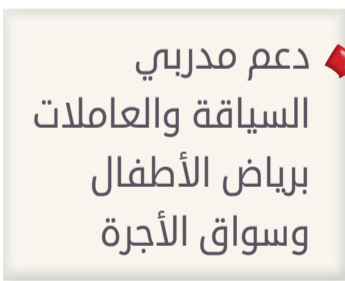 دعم مدربي
السياقة والعاملات
برياض الأطفال
وسواق الأجرة